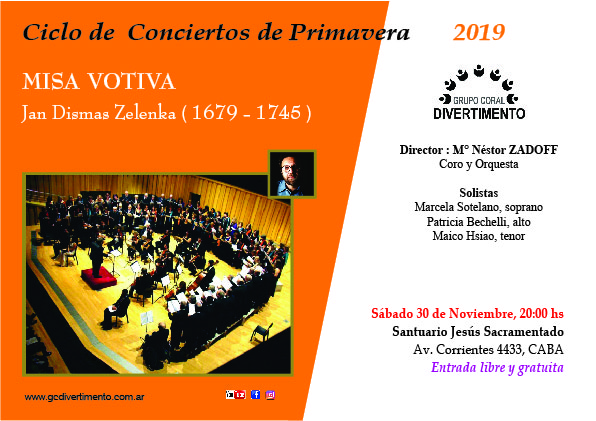 Ciclo de Conciertos de Primavera 2019
MISA VOTIVA
Jan Dismas Zelenka ( 1679 - 1745 )
GRUPO CORAL
DIVERTIMENTO
Director : M° Néstor ZADOFF
Coro y Orquesta
Solistas
Marcela Sotelano, soprano
Patricia Bechelli, alto
Maico Hsiao, tenor
Sábado 30 de Noviembre, 20:00 hs
Santuario Jesús Sacramentado
Av. Corrientes 4433, CABA
Entrada libre y gratuita
www.gcdivertimento.com.ar